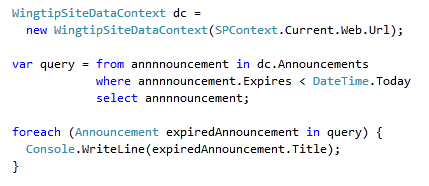 WingtipSiteDataContext dc =
new WingtipSiteDataContext(SPContext.Current.Web.Url);
var query = from annnnouncement in dc.Announcements
where annnnouncement.Expires < DateTime.Today
select annnnouncement;
foreach (Announcement expiredAnnouncement in query) {
Console.WriteLine(expiredAnnouncement.Title);
}